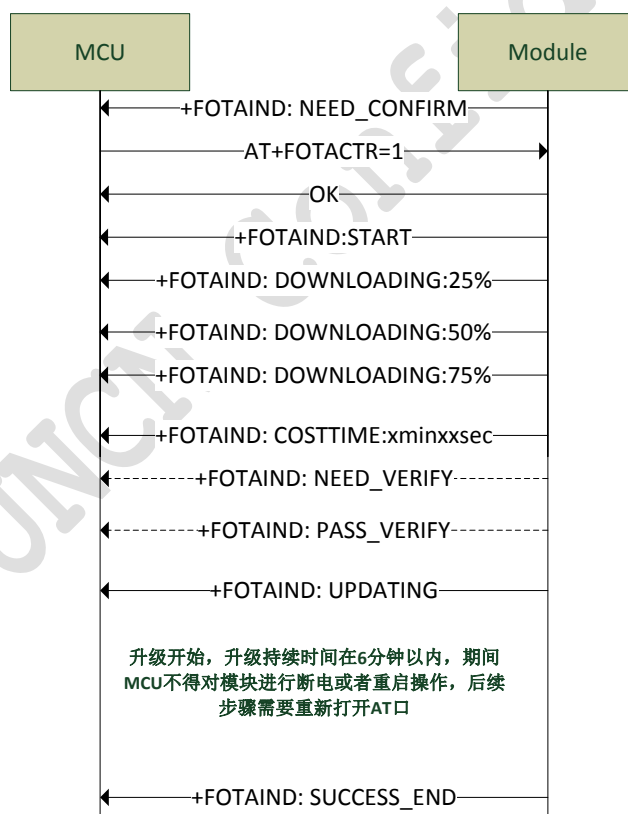 MCU
Module
+FOTAIND: NEED_CONFIRM
AT+FOTACTR=1
OK
+FOTAIND:START
+FOTAIND: DOWNLOADING:25%
+FOTAIND: DOWNLOADING:50%
+FOTAIND: DOWNLOADING:75%
+FOTAIND: COSTTIME:xminxxsec
+FOTAIND: NEED_VERIFY
+FOTAIND: PASS_VERIFY
+FOTAIND: UPDATING
升级开始，升级持续时间在6分钟以内，期间
MCU不得对模块进行断电或者重启操作，后续
步骤需要重新打开AT口
+FOTAIND: SUCCESS_END